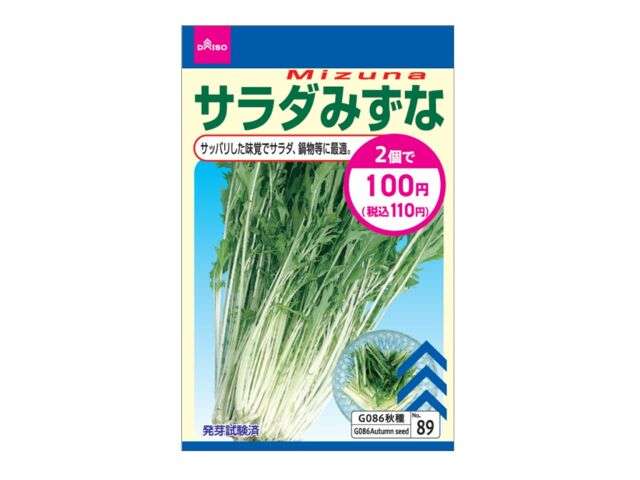 DAISO
Mizuna
サラダみずな
サッパリした味覚でサラダ、鍋物等に最適。
2個で
100円
(税込110円)
発芽試験済
G086秋種
G086Autumn seed
No.
89